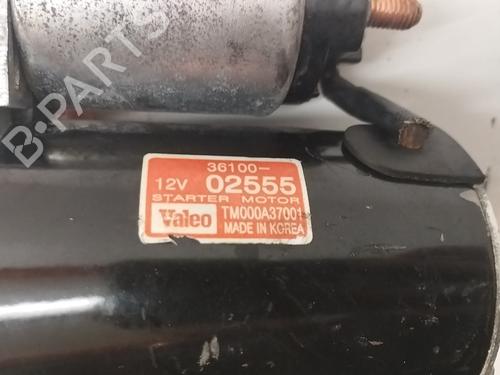 B-PARTS
36100-
12V 02555
STARTER MOTOR
Valeo TM000A37001
MADE IN KOREA